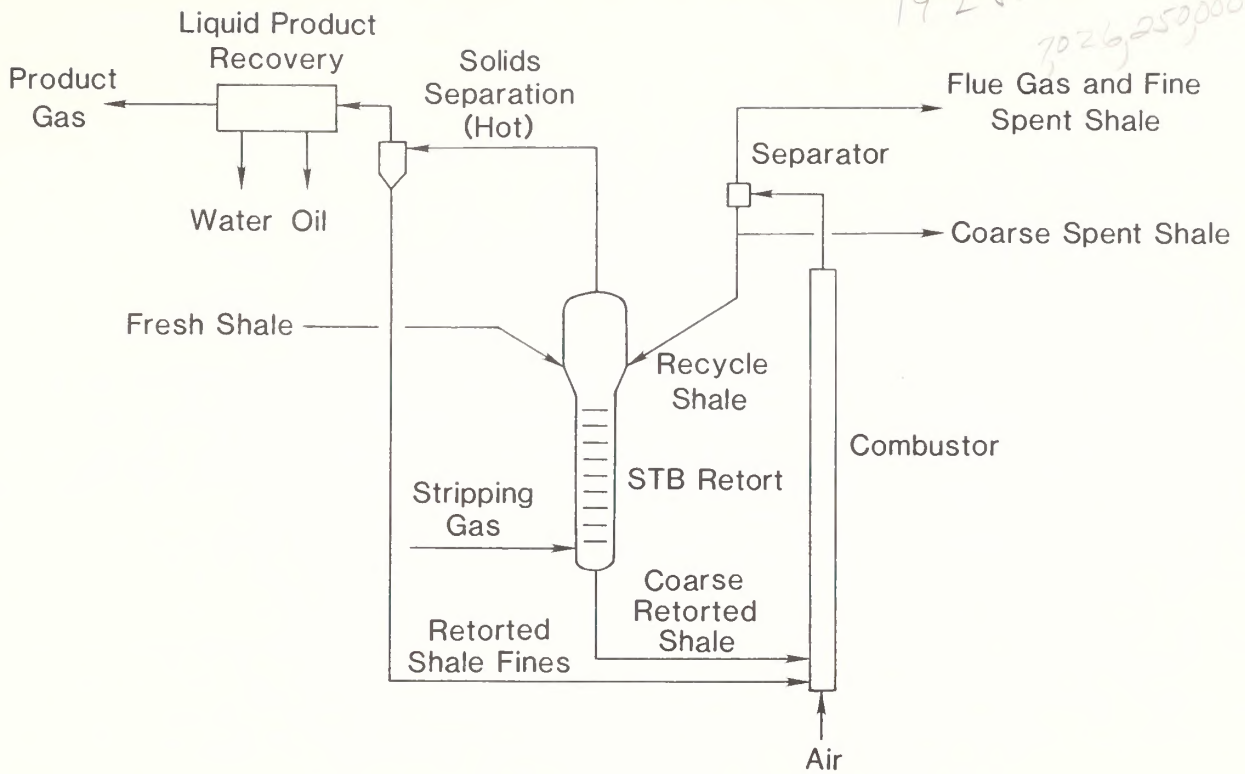 Liquid Product
Recovery
Product
Gas
Solids
Separation
(Hot)
Water Oil
Flue Gas and Fine
Spent Shale
Separator
Coarse Spent Shale
Fresh Shale
Recycle
Shale
Combustor
STB Retort
Stripping
Gas
Coarse
Retorted
Shale
Retorted
Shale Fines
Air